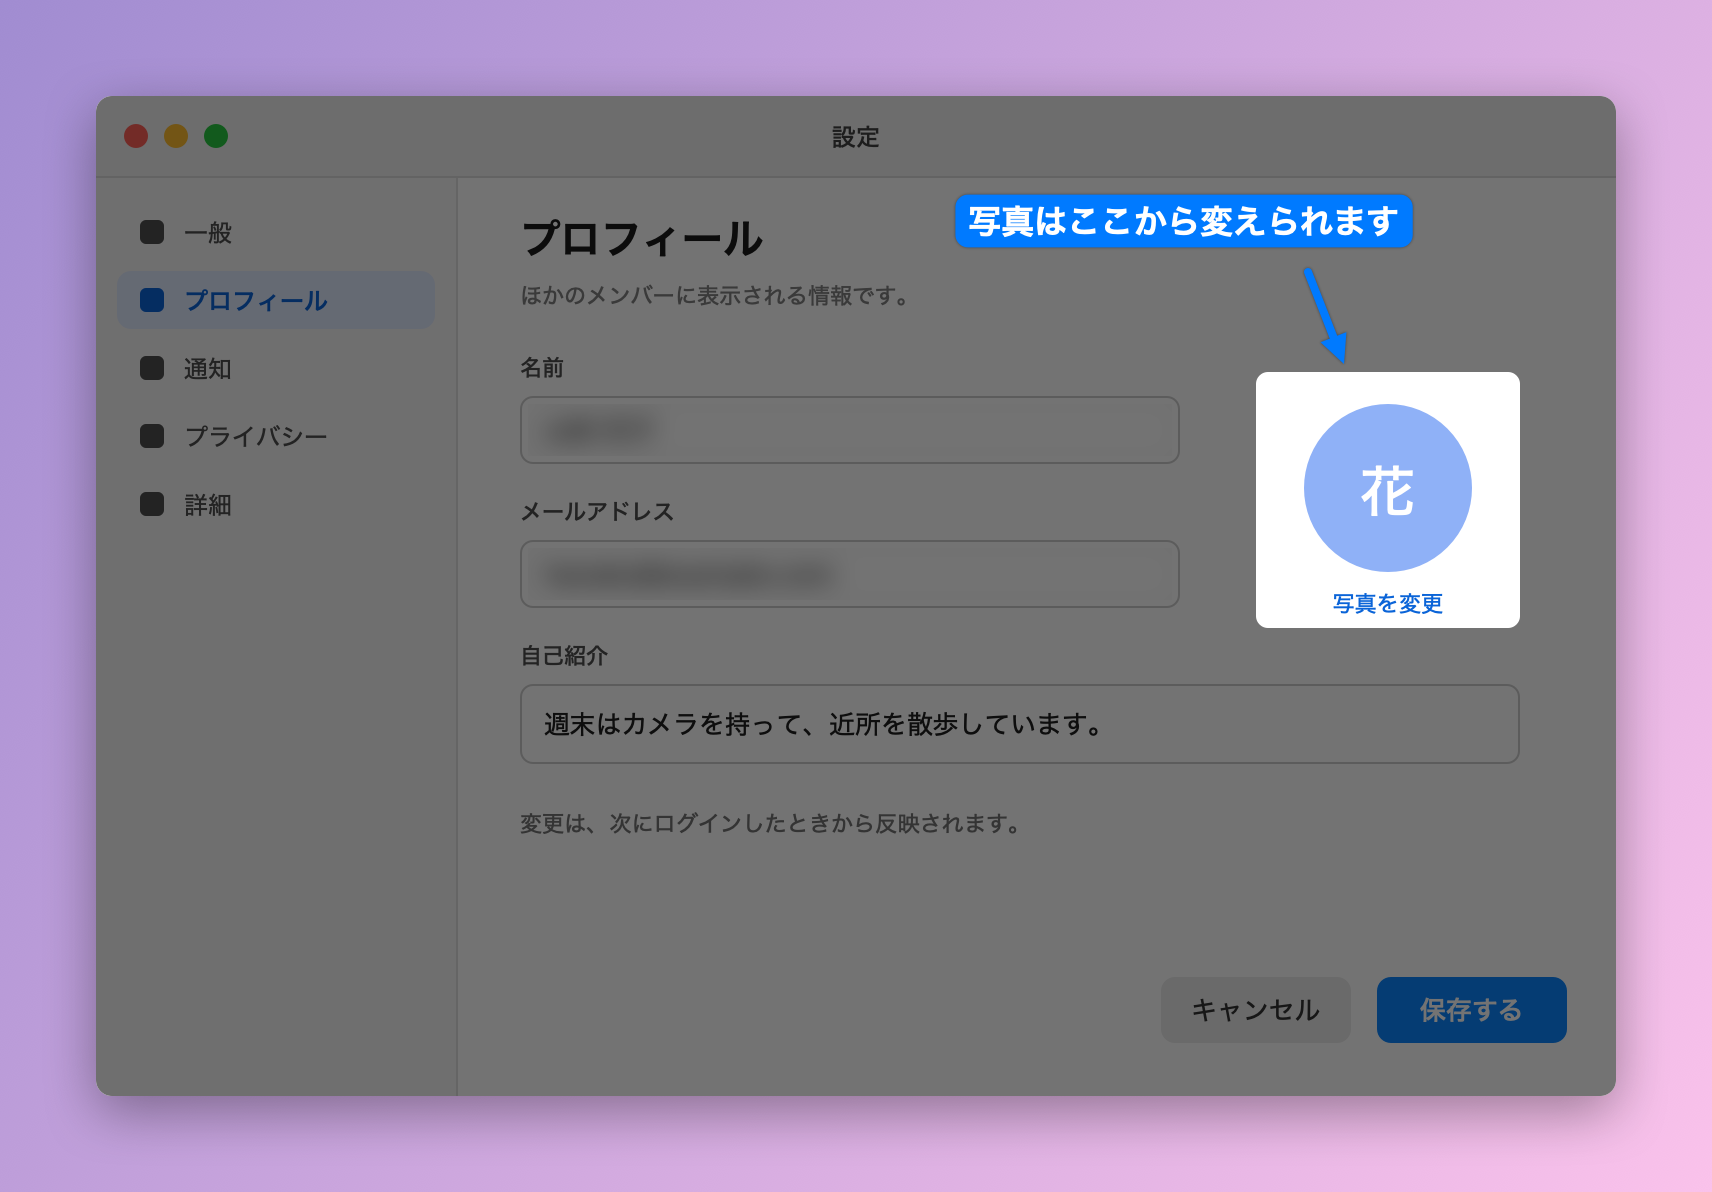 設定
一般
プロフィール
通知
プライバシー
詳細
プロフィール
ほかのメンバーに表示される情報です。
写真はここから変えられます
名前
メールアドレス
花
写真を変更
自己紹介
週末はカメラを持って、近所を散歩しています。
変更は、次にログインしたときから反映されます。
キャンセル
保存する